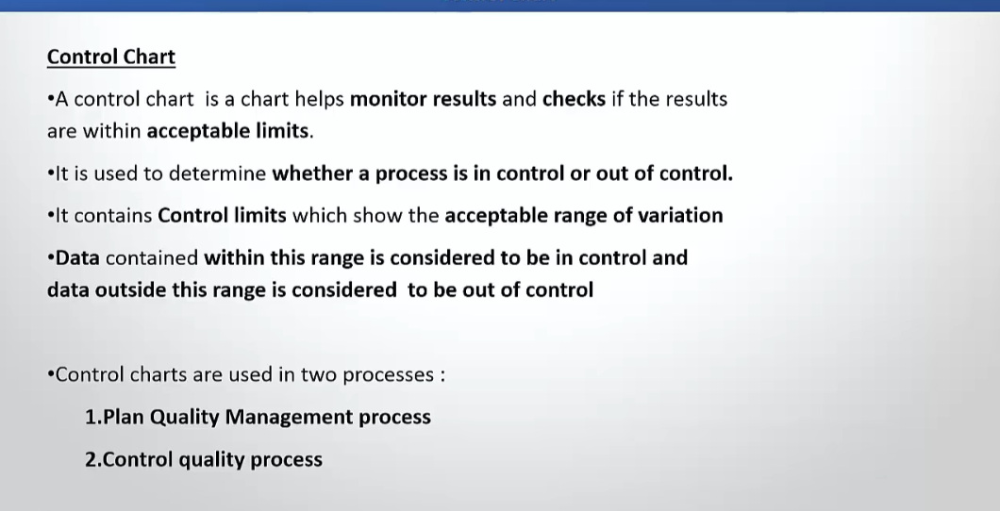 Control Chart
•A control chart  is a chart helps monitor results and checks if the results
are within acceptable limits.
•It is used to determine whether a process is in control or out of control.
•It contains Control limits which show the acceptable range of variation
•Data contained within this range is considered to be in control and
data outside this range is considered  to be out of control
•Control charts are used in two processes :
1.Plan Quality Management process
2.Control quality process